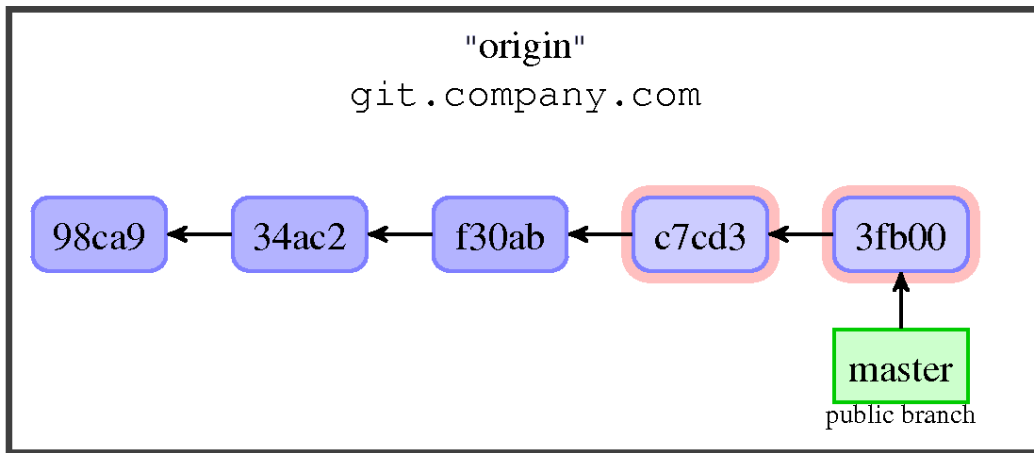 "origin"
git.company.com
98ca9 34ac2 f30ab c7cd3 3fb00
master
public branch